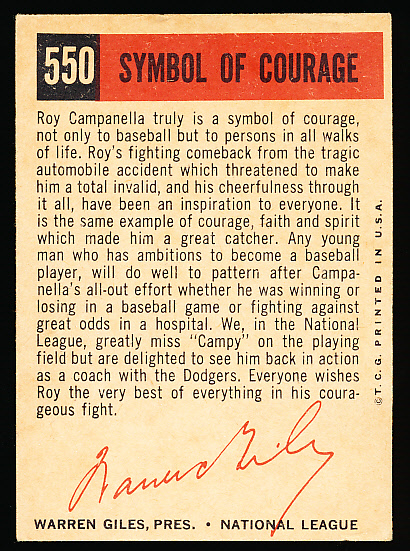 550 SYMBOL OF COURAGE
Roy Campanella truly is a symbol of courage,
not only to baseball but to persons in all walks
of life. Roy's fighting comeback from the tragic
automobile accident which threatened to make
him a total invalid, and his cheerfulness through
it all, have been an inspiration to everyone. It
is the same example of courage, faith and spirit
which made him a great catcher. Any young
man who has ambitions to become a baseball
player, will do well to pattern after Campa-
nella's all-out effort whether he was winning or
losing in a baseball game or fighting against
great odds in a hospital. We, in the National
League, greatly miss "Campy" on the playing
field but are delighted to see him back in action
as a coach with the Dodgers. Everyone wishes
Roy the very best of everything in his coura-
geous fight.
©T.C.G. PRINTED IN U.S.A.
Warren Giles
WARREN GILES, PRES. • NATIONAL LEAGUE